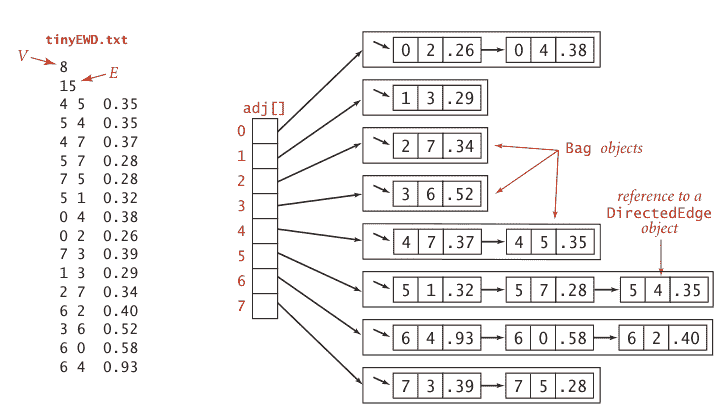 tinyEWD.txt
V
8
E
15
4 5 0.35
5 4 0.35
4 7 0.37
5 7 0.28
7 5 0.28
5 1 0.32
0 4 0.38
0 2 0.26
7 3 0.39
1 3 0.29
2 7 0.34
6 2 0.40
3 6 0.52
6 0 0.58
6 4 0.93
adj[]
0
1
2
3
4
5
6
7
0 2 .26 0 4 .38
1 3 .29
2 7 .34
3 6 .52
4 7 .37 4 5 .35
5 1 .32 5 7 .28 5 4 .35
6 4 .93 6 0 .58 6 2 .40
7 3 .39 7 5 .28
Bag objects
reference to a
DirectedEdge
object